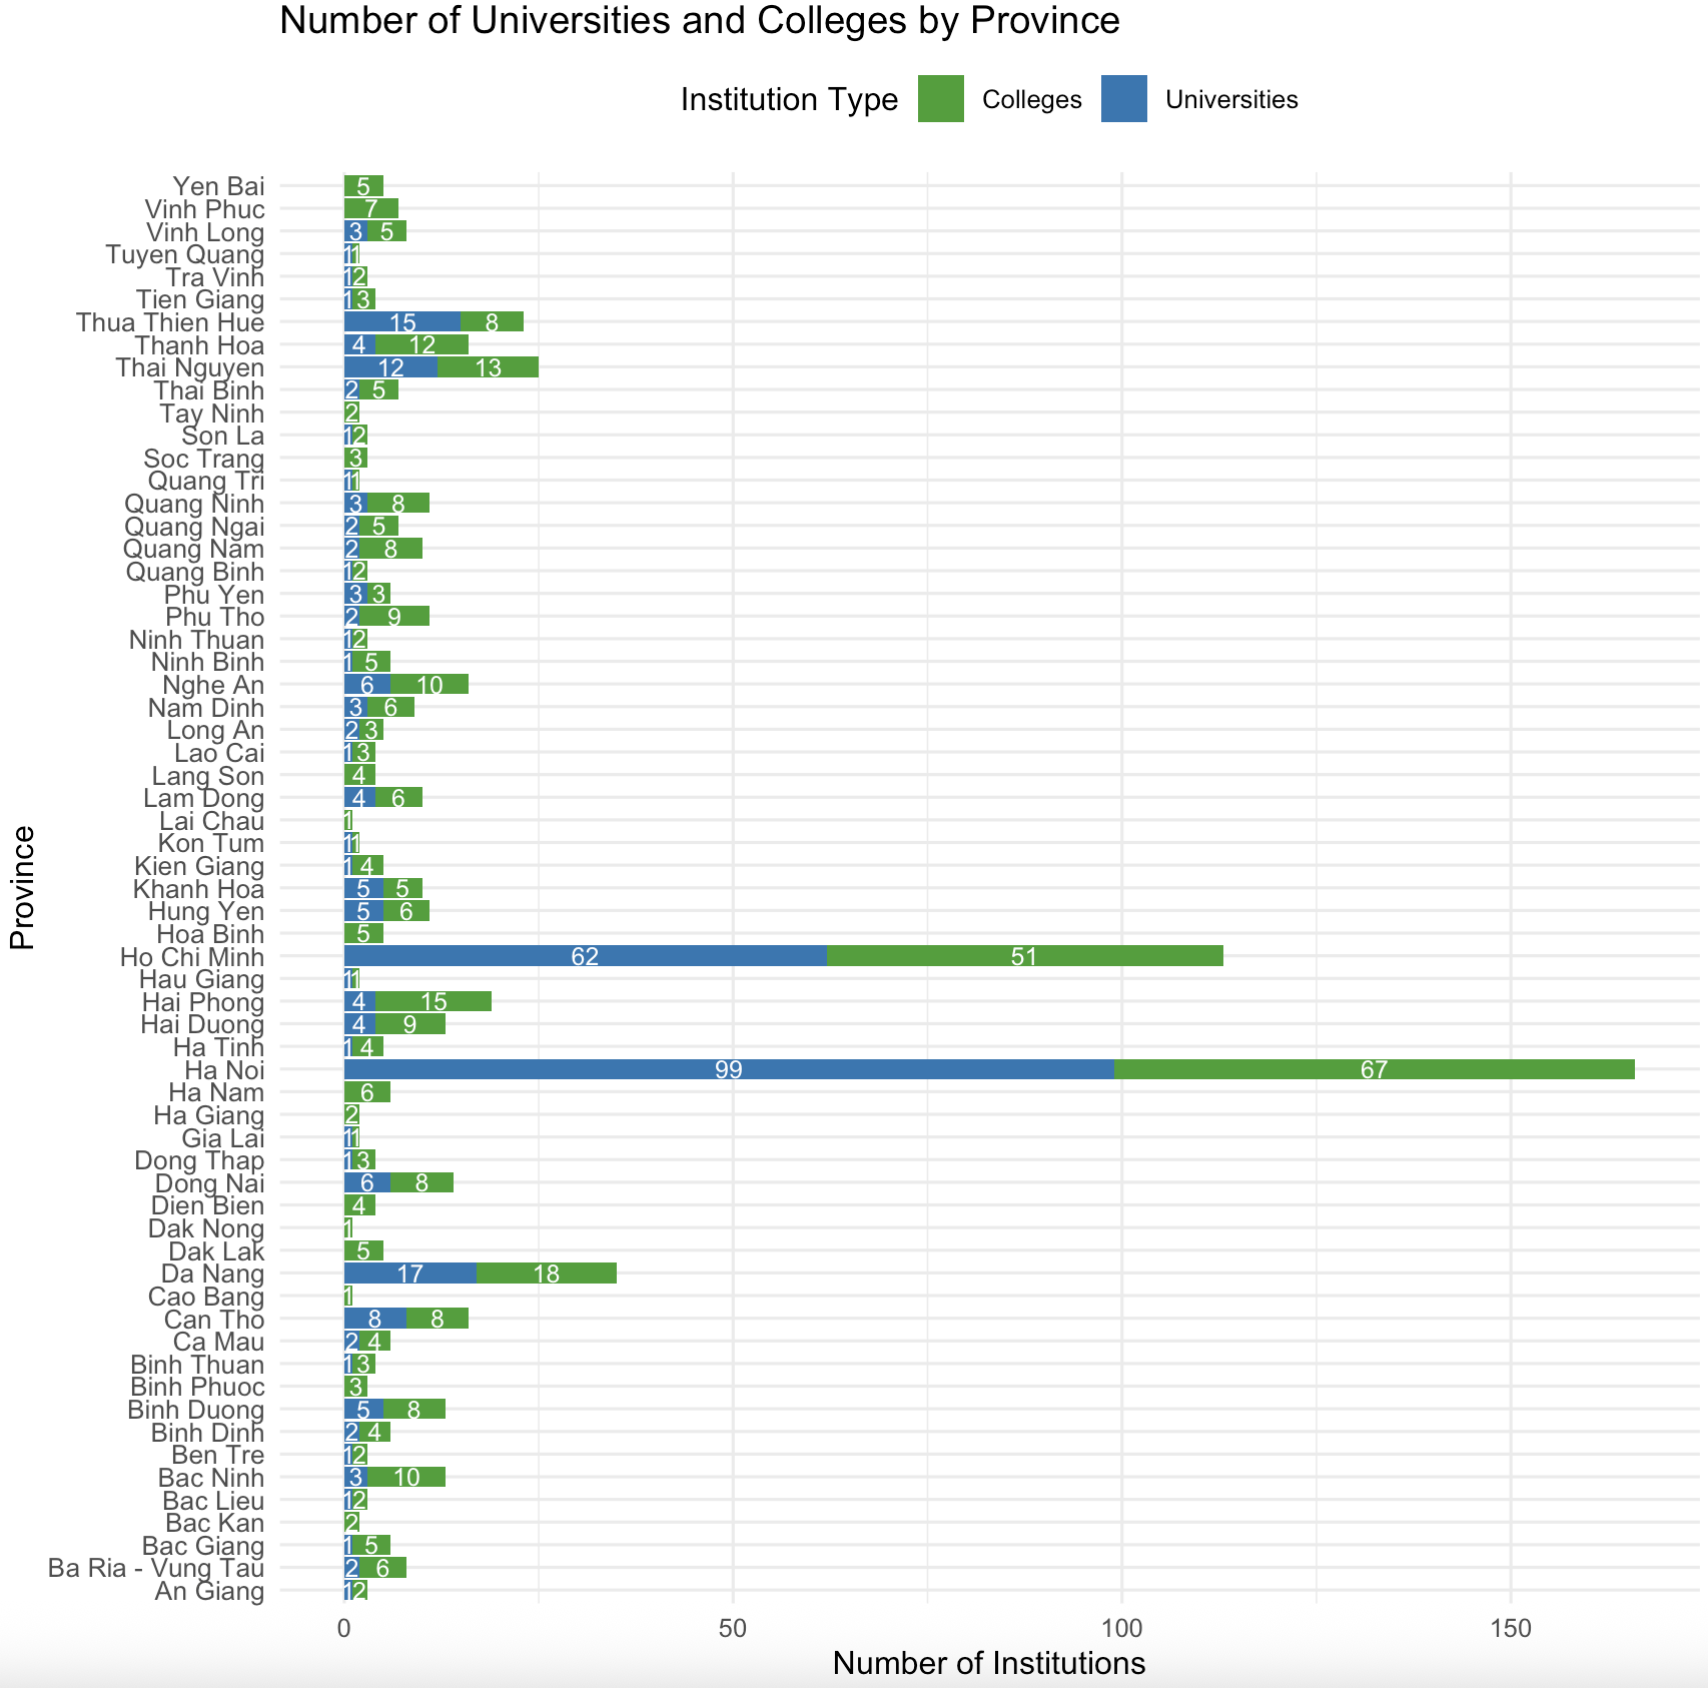 Number of Universities and Colleges by Province
Institution Type Colleges Universities
Yen Bai 5
Vinh Phuc 7
Vinh Long 3 5
Tuyen Quang 1 1
Tra Vinh 1 2
Tien Giang 1 3
Thua Thien Hue 15 8
Thanh Hoa 4 12
Thai Nguyen 12 13
Thai Binh 2 5
Tay Ninh 2
Son La 1 2
Soc Trang 3
Quang Tri 1 1
Quang Ninh 3 8
Quang Ngai 2 5
Quang Nam 2 8
Quang Binh 1 2
Phu Yen 3 3
Phu Tho 2 9
Ninh Thuan 1 2
Ninh Binh 1 5
Nghe An 6 10
Nam Dinh 3 6
Long An 2 3
Lao Cai 1 3
Lang Son 4
Lam Dong 4 6
Lai Chau 1
Kon Tum 1 1
Kien Giang 1 4
Khanh Hoa 5 5
Hung Yen 5 6
Hoa Binh 5
Ho Chi Minh 62 51
Hau Giang 1 1
Hai Phong 4 15
Hai Duong 4 9
Ha Tinh 1 4
Ha Noi 99 67
Ha Nam 6
Ha Giang 2
Gia Lai 1 1
Dong Thap 1 3
Dong Nai 6 8
Dien Bien 4
Dak Nong 1
Dak Lak 5
Da Nang 17 18
Cao Bang 1
Can Tho 8 8
Ca Mau 2 4
Binh Thuan 1 3
Binh Phuoc 3
Binh Duong 5 8
Binh Dinh 2 4
Ben Tre 1 2
Bac Ninh 3 10
Bac Lieu 1 2
Bac Kan 2
Bac Giang 1 5
Ba Ria - Vung Tau 2 6
An Giang 1 2
Province
0 50 100 150
Number of Institutions